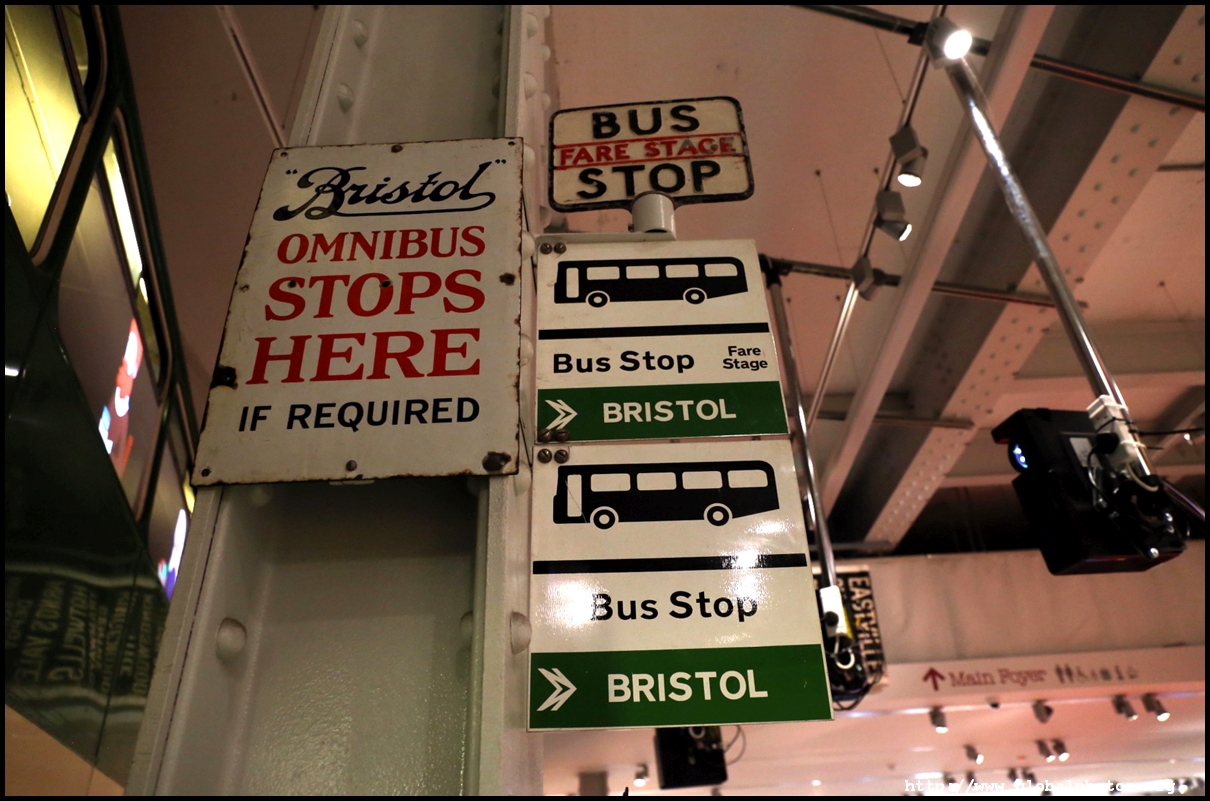 "Bristol"
OMNIBUS
STOPS
HERE
IF REQUIRED
BUS
FARE STAGE
STOP
Bus Stop
Fare
Stage
BRISTOL
Bus Stop
BRISTOL
EASTVILLE
Main Foyer